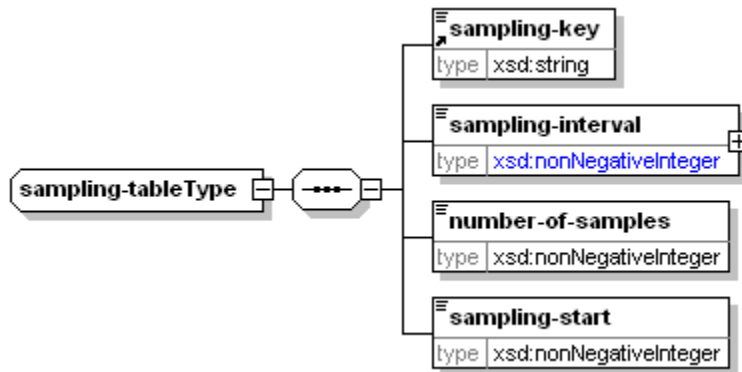 sampling-key
type xsd:string
sampling-interval
type xsd:nonNegativeInteger
sampling-tableType
number-of-samples
type xsd:nonNegativeInteger
sampling-start
type xsd:nonNegativeInteger